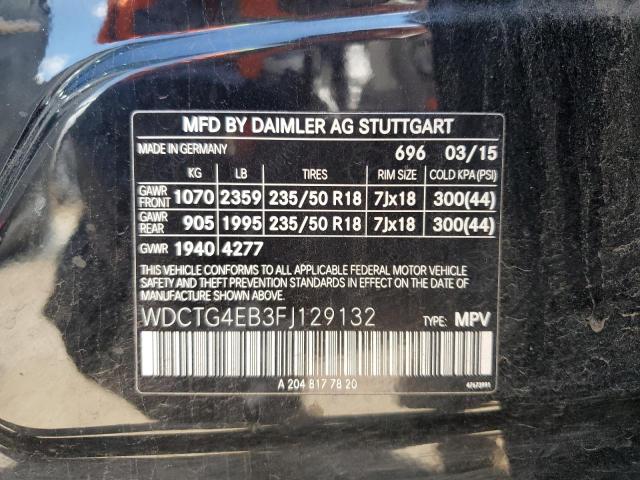 MFD BY DAIMLER AG STUTTGART
MADE IN GERMANY 696 03/15
KG LB TIRES RIM SIZE COLD KPA (PSI)
GAWR FRONT 1070 2359 235/50 R18 7Jx18 300(44)
GAWR REAR 905 1995 235/50 R18 7Jx18 300(44)
GVWR 1940 4277
THIS VEHICLE CONFORMS TO ALL APPLICABLE FEDERAL MOTOR VEHICLE
SAFETY AND THEFT PREVENTION STANDARDS IN EFFECT ON THE DATE
OF MANUFACTURE SHOWN ABOVE.
WDCTG4EB3FJ129132 TYPE: MPV
A 204 817 78 20